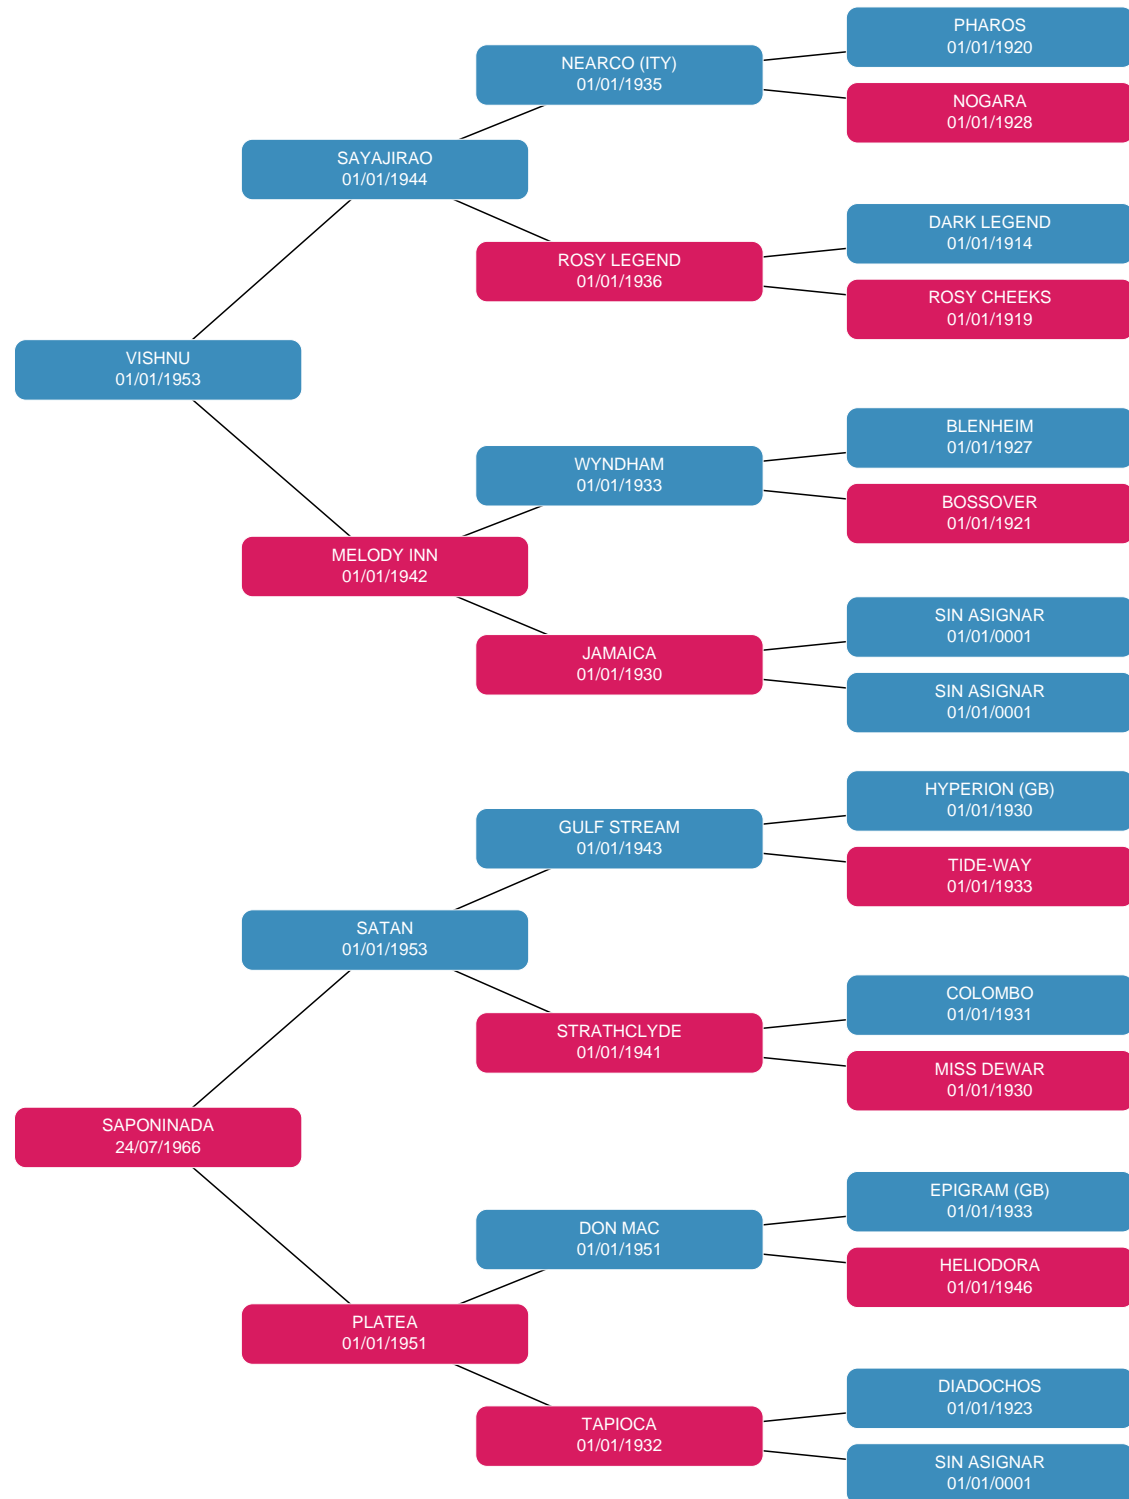 PHAROS
01/01/1920
NEARCO (ITY)
01/01/1935
NOGARA
01/01/1928
SAYAJIRAO
01/01/1944
DARK LEGEND
01/01/1914
ROSY LEGEND
01/01/1936
ROSY CHEEKS
01/01/1919
VISHNU
01/01/1953
BLENHEIM
01/01/1927
WYNDHAM
01/01/1933
BOSSOVER
01/01/1921
MELODY INN
01/01/1942
SIN ASIGNAR
01/01/0001
JAMAICA
01/01/1930
SIN ASIGNAR
01/01/0001
HYPERION (GB)
01/01/1930
GULF STREAM
01/01/1943
TIDE-WAY
01/01/1933
SATAN
01/01/1953
COLOMBO
01/01/1931
STRATHCLYDE
01/01/1941
MISS DEWAR
01/01/1930
SAPONINADA
24/07/1966
EPIGRAM (GB)
01/01/1933
DON MAC
01/01/1951
HELIODORA
01/01/1946
PLATEA
01/01/1951
DIADOCHOS
01/01/1923
TAPIOCA
01/01/1932
SIN ASIGNAR
01/01/0001